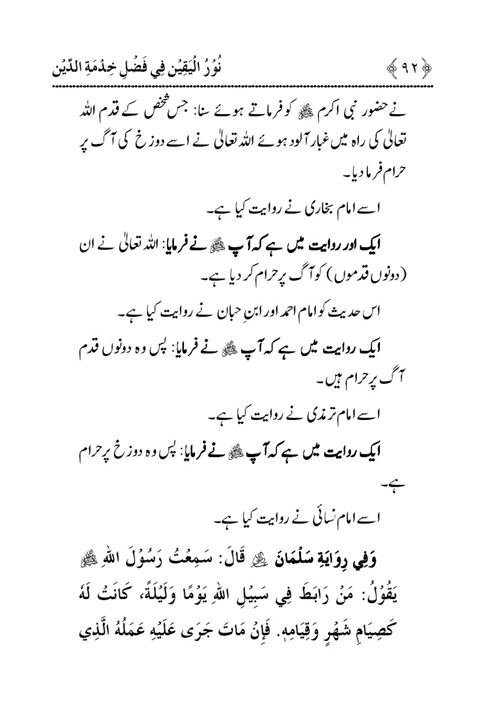 ﴿٩٢﴾ نُوْرُ الْيَقِيْن فِي فَضْلِ خِدْمَةِ الدِّيْن
نے حضور نبی اکرم ﷺ کو فرماتے ہوئے سنا: جس شخص کے قدم اللہ
تعالیٰ کی راہ میں غبار آلود ہوئے اللہ تعالیٰ نے اسے دوزخ کی آگ پر
حرام فرما دیا۔
اسے امام بخاری نے روایت کیا ہے۔
ایک اور روایت میں ہے کہ آپ ﷺ نے فرمایا: اللہ تعالیٰ نے ان
(دونوں قدموں) کو آگ پر حرام کر دیا ہے۔
اس حدیث کو امام احمد اور ابنِ حبان نے روایت کیا ہے۔
ایک روایت میں ہے کہ آپ ﷺ نے فرمایا: پس وہ دونوں قدم
آگ پر حرام ہیں۔
اسے امام ترمذی نے روایت کیا ہے۔
ایک روایت میں ہے کہ آپ ﷺ نے فرمایا: پس وہ دوزخ پر حرام
ہے۔
اسے امام نسائی نے روایت کیا ہے۔
وَفِي رِوَايَةِ سَلْمَانَ ؓ قَالَ: سَمِعْتُ رَسُوْلَ اللهِ ﷺ
يَقُوْلُ: مَنْ رَابَطَ فِي سَبِيْلِ اللهِ يَوْمًا وَلَيْلَةً، كَانَتْ لَهٗ
كَصِيَامِ شَهْرٍ وَقِيَامِهٖ. فَإِنْ مَاتَ جَرَى عَلَيْهِ عَمَلُهُ الَّذِي